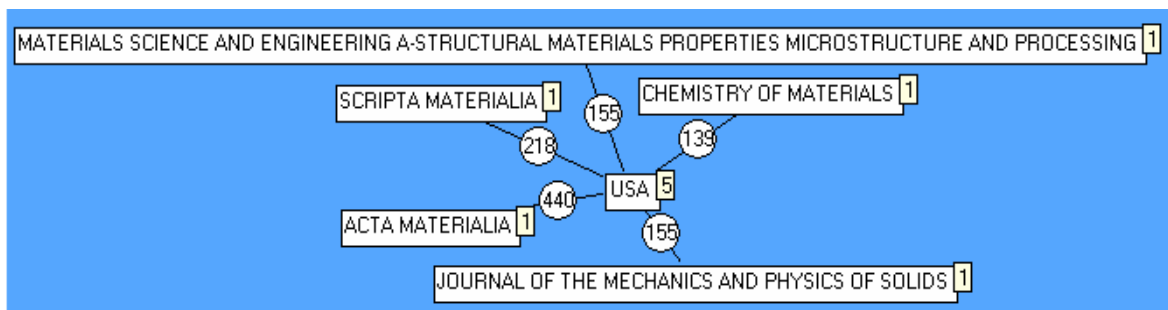 MATERIALS SCIENCE AND ENGINEERING A-STRUCTURAL MATERIALS PROPERTIES MICROSTRUCTURE AND PROCESSING 1
SCRIPTA MATERIALIA 1
155
CHEMISTRY OF MATERIALS 1
218
139
USA 5
440
ACTA MATERIALIA 1
155
JOURNAL OF THE MECHANICS AND PHYSICS OF SOLIDS 1